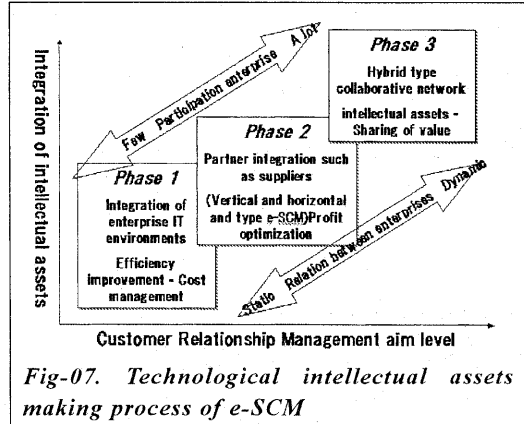 Integration of intellectual
assets
Few Participation enterprise A lot
Phase 3
Hybrid type
collaborative network
intellectual assets -
Sharing of value
Phase 2
Partner integration such
as suppliers
(Vertical and horizontal
and type e-SCM)Profit
optimization
Phase 1
Integration of
enterprise IT
environments
Efficiency
improvement - Cost
management
Static Relation between enterprises Dynamic
Customer Relationship Management aim level
Fig-07. Technological intellectual assets
making process of e-SCM